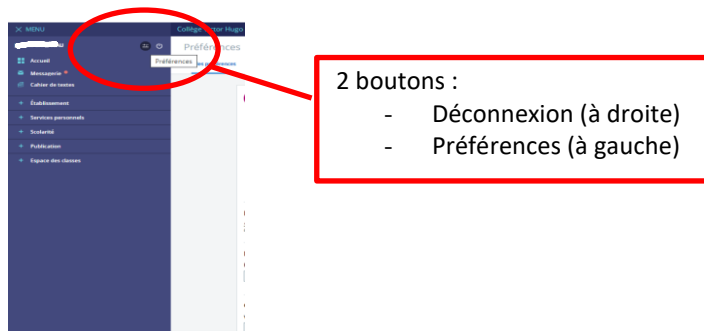 MENU
Collège Victor Hugo
Préférences
Préférences
Accueil
Messagerie
Cahier de textes
+ Établissement
+ Services personnels
+ Scolarité
+ Publication
+ Espace des classes
2 boutons :
- Déconnexion (à droite)
- Préférences (à gauche)